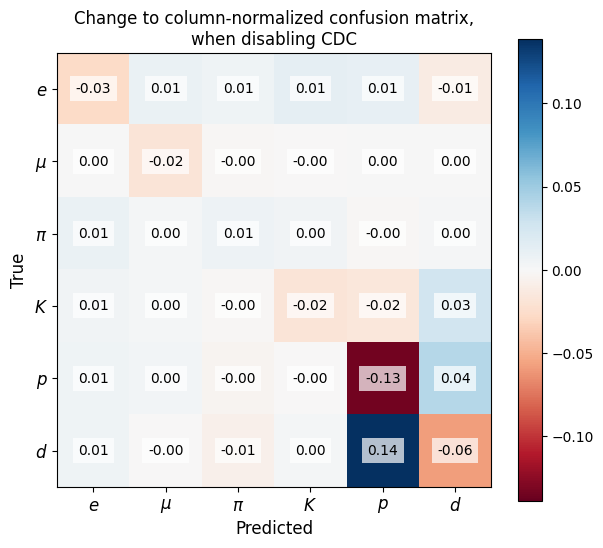 Change to column-normalized confusion matrix,
when disabling CDC
e -0.03 0.01 0.01 0.01 0.01 -0.01
μ 0.00 -0.02 -0.00 -0.00 0.00 0.00
π 0.01 0.00 0.01 0.00 -0.00 0.00
K 0.01 0.00 -0.00 -0.02 -0.02 0.03
p 0.01 0.00 -0.00 -0.00 -0.13 0.04
d 0.01 -0.00 -0.01 0.00 0.14 -0.06
e μ π K p d
Predicted
True
0.10
0.05
0.00
-0.05
-0.10